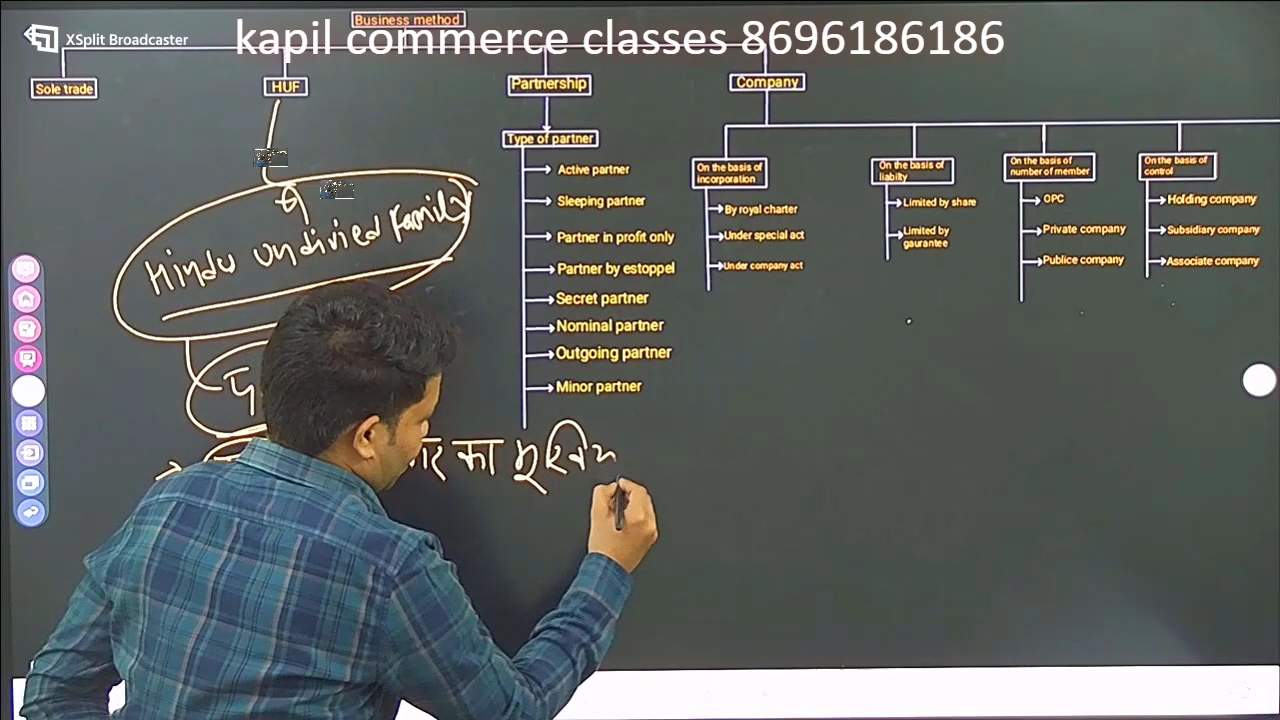 Business method
XSplit Broadcaster
kapil commerce classes 8696186186
Sole trade
HUF
Partnership
Company
Type of partner
Active partner
Sleeping partner
Partner in profit only
Partner by estoppel
Secret partner
Nominal partner
Outgoing partner
Minor partner
On the basis of
incorporation
By royal charter
Under special act
Under company act
On the basis of
liabilty
Limited by share
Limited by
gaurantee
On the basis of
number of member
OPC
Private company
Publice company
On the basis of
control
Holding company
Subsidiary company
Associate company
Hindu undivied Family
का